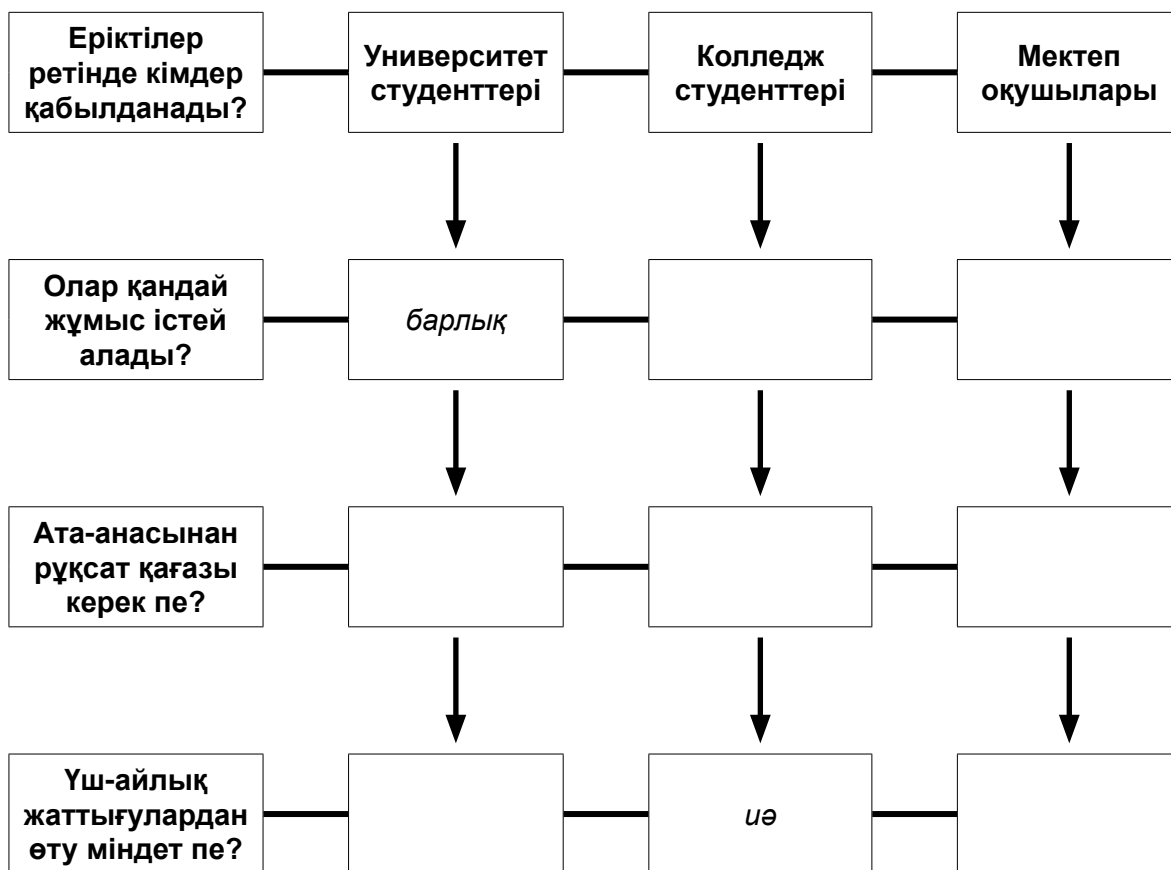 Еріктілер
ретінде кімдер
қабылданады?
Университет
студенттері
Колледж
студенттері
Мектеп
оқушылары
Олар қандай
жұмыс істей
алады?
барлық
Ата-анасынан
рұқсат қағазы
керек пе?
Үш-айлық
жаттығулардан
өту міндет пе?
иә